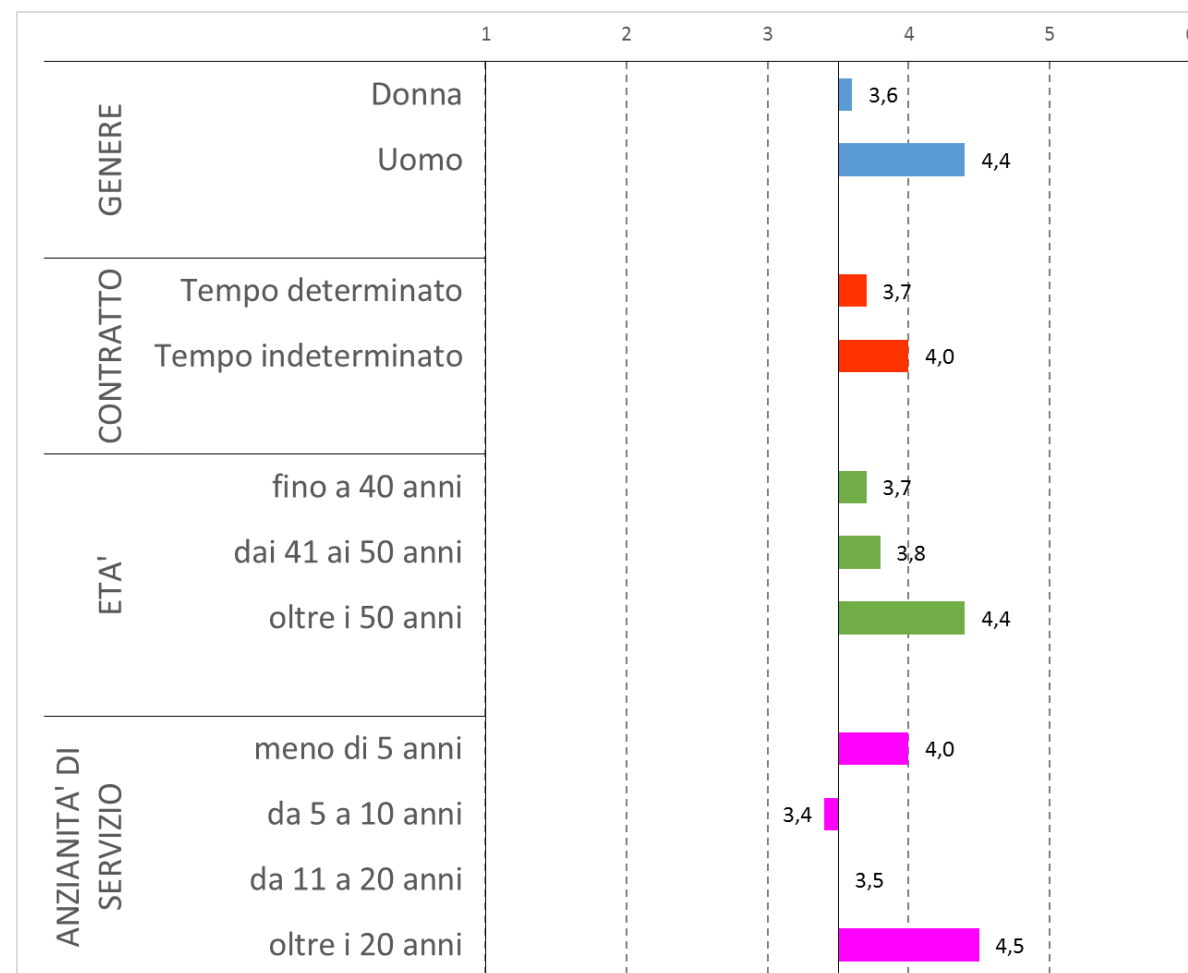 1 2 3 4 5 6
GENERE
Donna 3,6
Uomo 4,4
CONTRATTO
Tempo determinato 3,7
Tempo indeterminato 4,0
ETA'
fino a 40 anni 3,7
dai 41 ai 50 anni 3,8
oltre i 50 anni 4,4
ANZIANITA' DI
SERVIZIO
meno di 5 anni 4,0
da 5 a 10 anni 3,4
da 11 a 20 anni 3,5
oltre i 20 anni 4,5